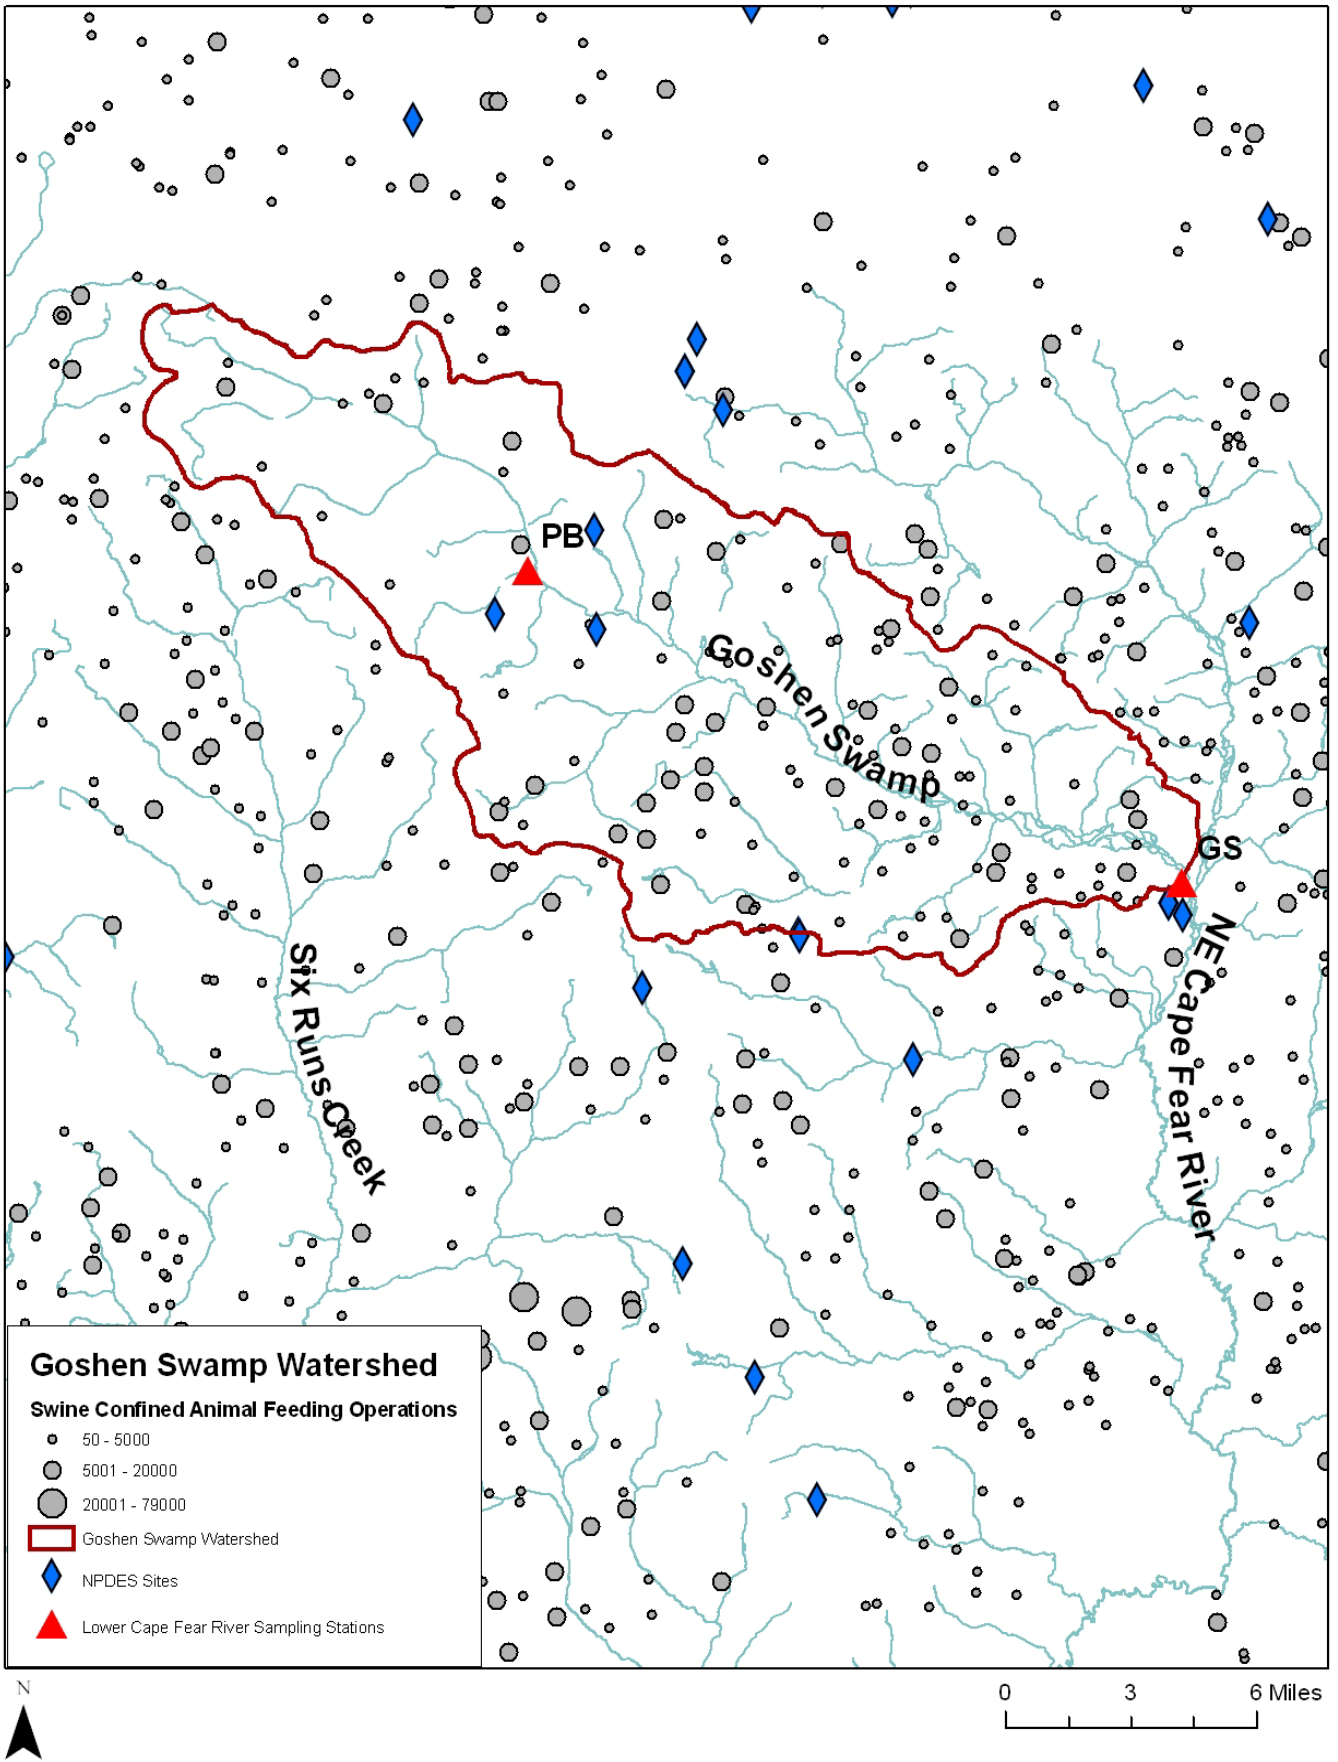 PB
Goshen Swamp
GS
NE Cape Fear River
Six Runs Creek
Goshen Swamp Watershed
Swine Confined Animal Feeding Operations
50 - 5000
5001 - 20000
20001 - 79000
Goshen Swamp Watershed
NPDES Sites
Lower Cape Fear River Sampling Stations
N
0 3 6 Miles